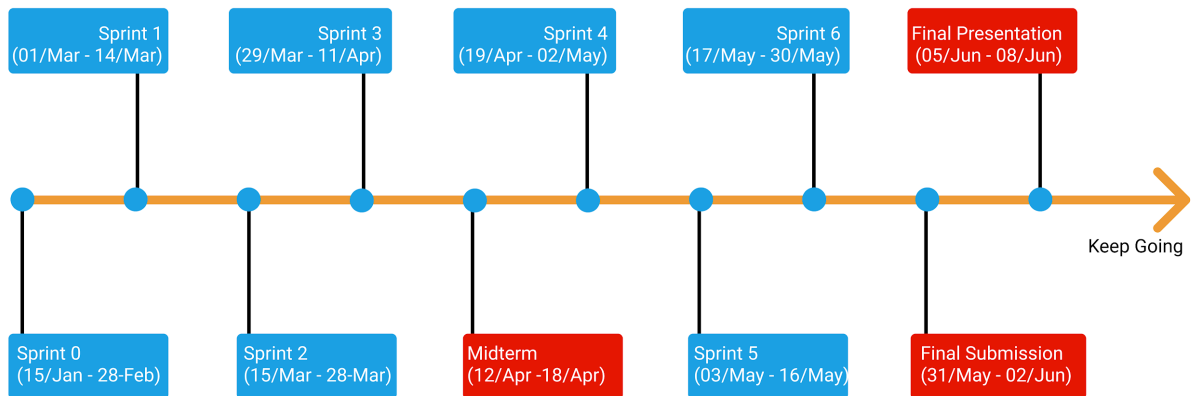 Sprint 1
(01/Mar - 14/Mar)
Sprint 3
(29/Mar - 11/Apr)
Sprint 4
(19/Apr - 02/May)
Sprint 6
(17/May - 30/May)
Final Presentation
(05/Jun - 08/Jun)
Keep Going
Sprint 0
(15/Jan - 28-Feb)
Sprint 2
(15/Mar - 28-Mar)
Midterm
(12/Apr -18/Apr)
Sprint 5
(03/May - 16/May)
Final Submission
(31/May - 02/Jun)